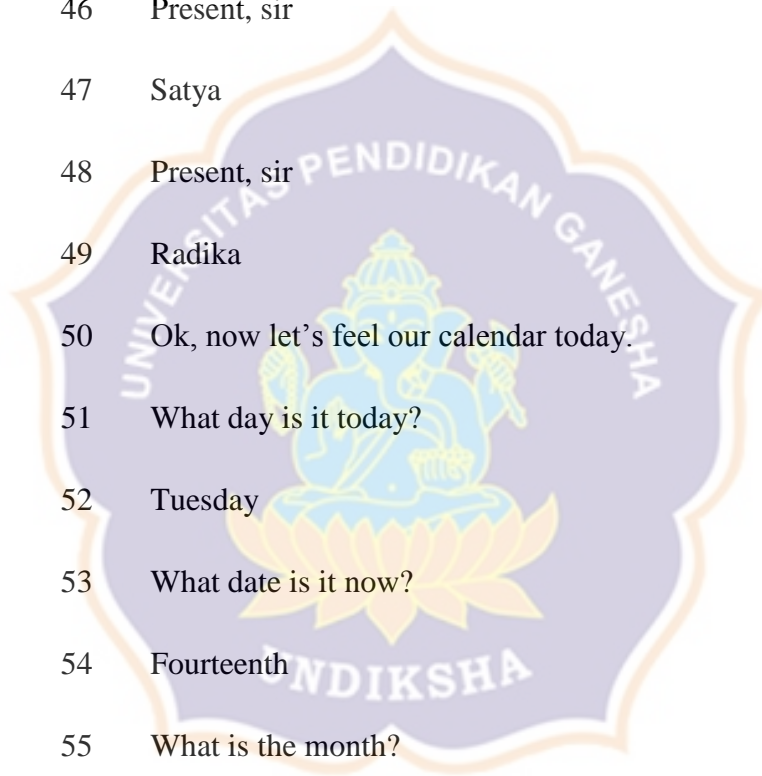 46 Present, sir
47 Satya
48 Present, sir
49 Radika
50 Ok, now let’s feel our calendar today.
51 What day is it today?
52 Tuesday
53 What date is it now?
54 Fourteenth
55 What is the month?
UNIVERSITAS PENDIDIKAN GANESHA
UNDIKSHA